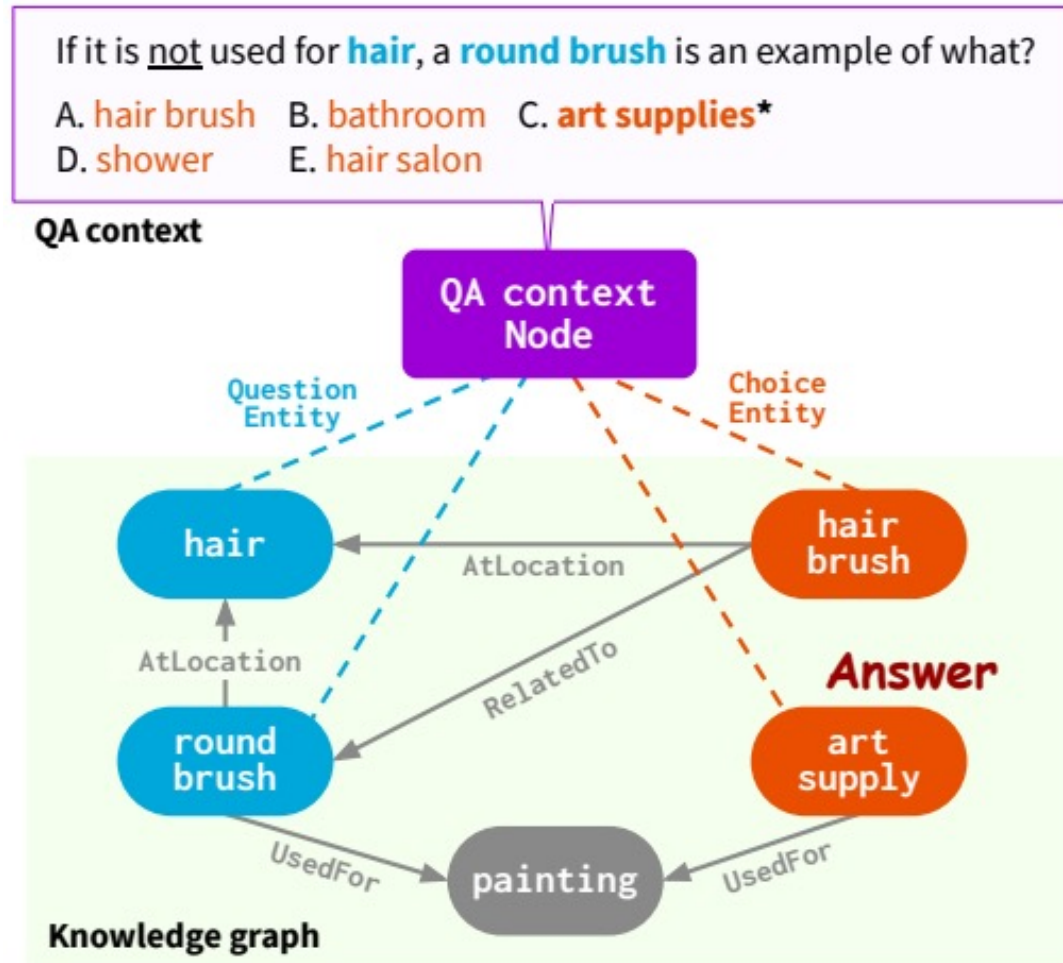 If it is not used for hair, a round brush is an example of what?
A. hair brush B. bathroom C. art supplies*
D. shower E. hair salon
QA context
QA context
Node
Question
Entity
Choice
Entity
hair
hair
brush
AtLocation
AtLocation
RelatedTo
Answer
round
brush
art
supply
UsedFor
painting
UsedFor
Knowledge graph